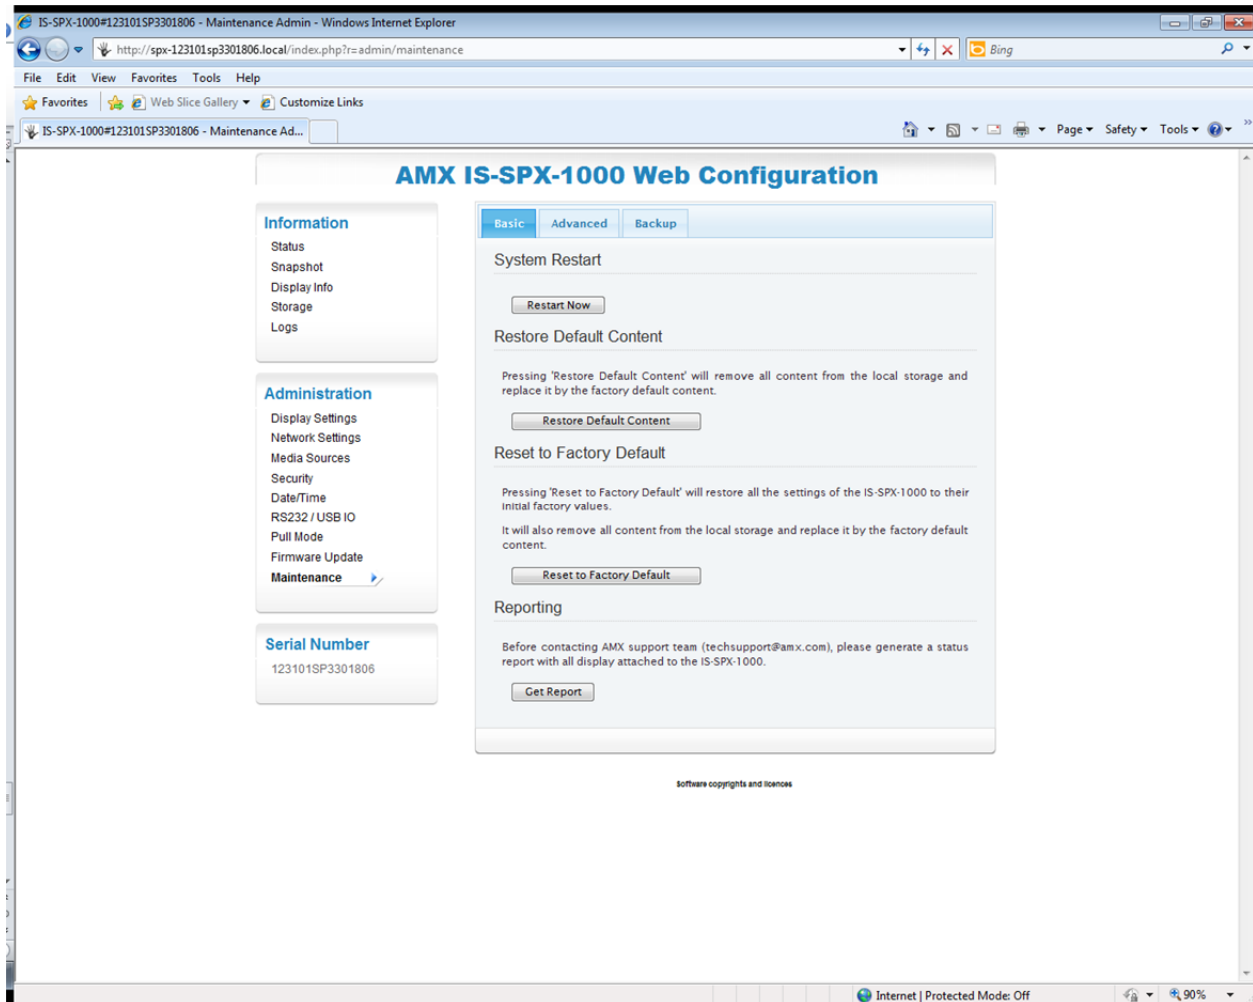 IS-SPX-1000#123101SP3301806 - Maintenance Admin - Windows Internet Explorer
http://spx-123101sp3301806.local/index.php?r=admin/maintenance
Bing
File Edit View Favorites Tools Help
Favorites Web Slice Gallery Customize Links
IS-SPX-1000#123101SP3301806 - Maintenance Ad...
Page Safety Tools
AMX IS-SPX-1000 Web Configuration
Information
Status
Snapshot
Display Info
Storage
Logs
Administration
Display Settings
Network Settings
Media Sources
Security
Date/Time
RS232 / USB IO
Pull Mode
Firmware Update
Maintenance
Serial Number
123101SP3301806
Basic Advanced Backup
System Restart
Restart Now
Restore Default Content
Pressing 'Restore Default Content' will remove all content from the local storage and
replace it by the factory default content.
Restore Default Content
Reset to Factory Default
Pressing 'Reset to Factory Default' will restore all the settings of the IS-SPX-1000 to their
initial factory values.
It will also remove all content from the local storage and replace it by the factory default
content.
Reset to Factory Default
Reporting
Before contacting AMX support team (techsupport@amx.com), please generate a status
report with all display attached to the IS-SPX-1000.
Get Report
Software copyrights and licences
Internet | Protected Mode: Off
90%